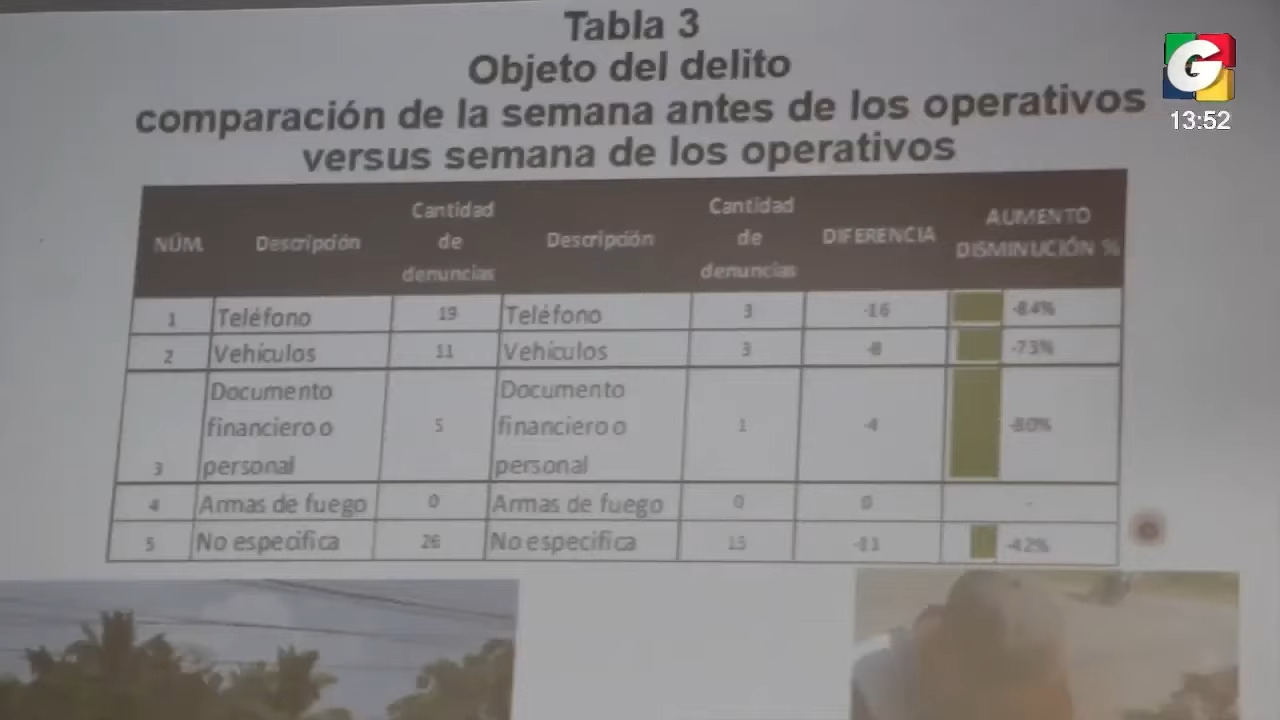 Tabla 3
Objeto del delito
comparación de la semana antes de los operativos
versus semana de los operativos
G
13:52
NÚM. Descripción Cantidad de denuncias Descripción Cantidad de denuncias DIFERENCIA AUMENTO DISMINUCIÓN %
1 Teléfono 19 Teléfono 3 -16 -84%
2 Vehículos 11 Vehículos 3 -8 -73%
3 Documento financiero o personal 5 Documento financiero o personal 1 -4 -80%
4 Armas de fuego 0 Armas de fuego 0 0 -
5 No especifica 26 No especifica 15 -11 -42%